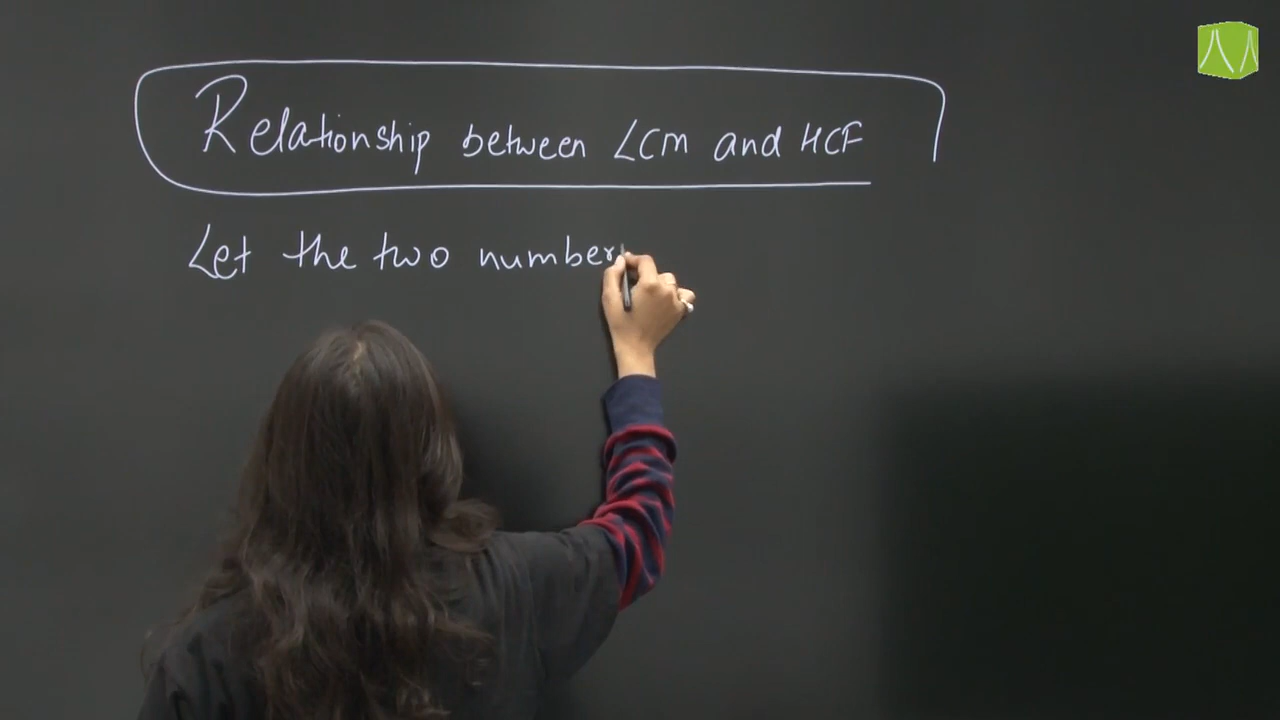 Relationship between LCM and HCF
Let the two number